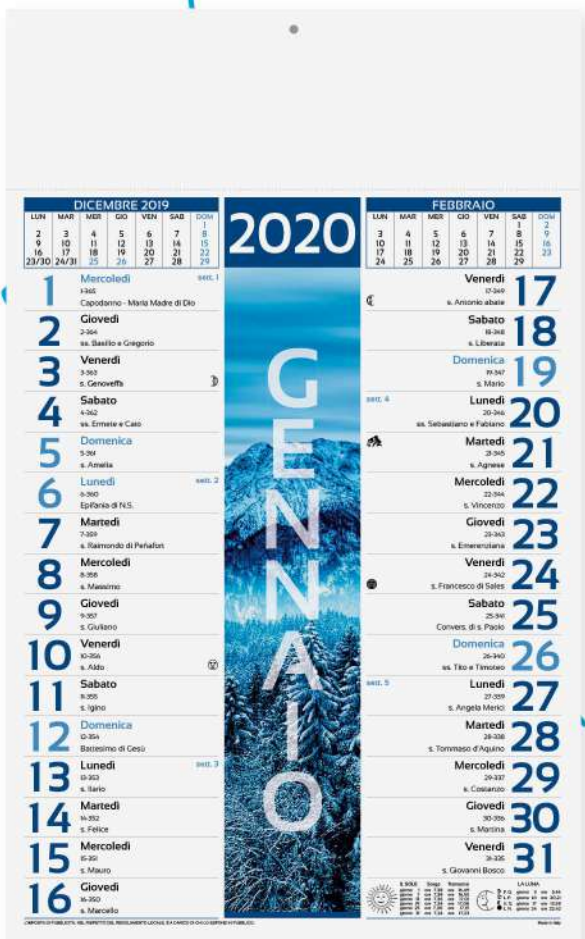 DICEMBRE 2019
LUN MAR MER GIO VEN SAB DOM
1
2 3 4 5 6 7 8
9 10 11 12 13 14 15
16 17 18 19 20 21 22
23/30 24/31 25 26 27 28 29
2020
FEBBRAIO
LUN MAR MER GIO VEN SAB DOM
1 2
3 4 5 6 7 8 9
10 11 12 13 14 15 16
17 18 19 20 21 22 23
24 25 26 27 28 29
GENNAIO
1 Mercoledì sett. 1
1-365
Capodanno - Maria Madre di Dio
2 Giovedì
2-364
ss. Basilio e Gregorio
3 Venerdì
3-363
s. Genoveffa
4 Sabato
4-362
ss. Ermete e Caio
5 Domenica
5-361
s. Amelia
6 Lunedì sett. 2
6-360
Epifania di N.S.
7 Martedì
7-359
s. Raimondo di Peñafort
8 Mercoledì
8-358
s. Massimo
9 Giovedì
9-357
s. Giuliano
10 Venerdì
10-356
s. Aldo
11 Sabato
11-355
s. Igino
12 Domenica
12-354
Battesimo di Gesù
13 Lunedì sett. 3
13-353
s. Ilario
14 Martedì
14-352
s. Felice
15 Mercoledì
15-351
s. Mauro
16 Giovedì
16-350
s. Marcello
Venerdì 17
17-349
s. Antonio abate
Sabato 18
18-348
s. Liberata
Domenica 19
19-347
s. Mario
sett. 4 Lunedì 20
20-346
ss. Sebastiano e Fabiano
Martedì 21
21-345
s. Agnese
Mercoledì 22
22-344
s. Vincenzo
Giovedì 23
23-343
s. Emerenziana
Venerdì 24
24-342
s. Francesco di Sales
Sabato 25
25-341
Convers. di s. Paolo
Domenica 26
26-340
ss. Tito e Timoteo
sett. 5 Lunedì 27
27-339
s. Angela Merici
Martedì 28
28-338
s. Tommaso d'Aquino
Mercoledì 29
29-337
s. Costanzo
Giovedì 30
30-336
s. Martina
Venerdì 31
31-335
s. Giovanni Bosco
IL SOLE Sorge Tramonta
LA LUNA
Made in Italy